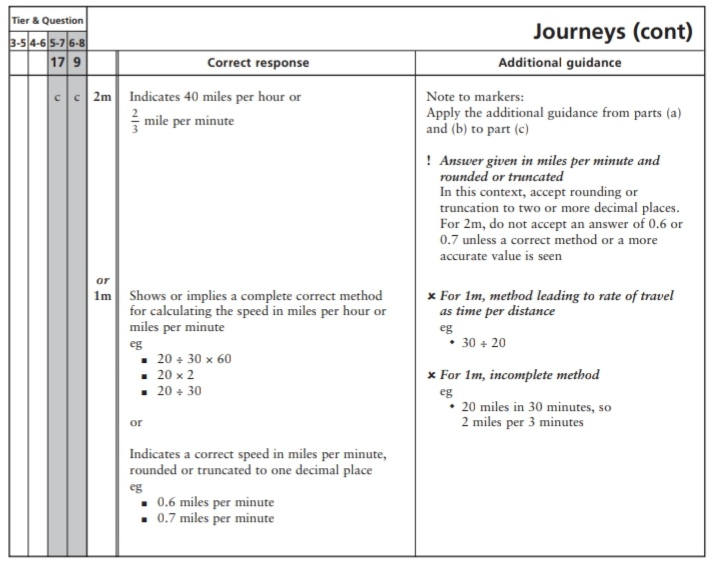 Tier & Question
Journeys (cont)
3-5 4-6 5-7 6-8
17 9
Correct response
Additional guidance
c c 2m
Indicates 40 miles per hour or
2/3 mile per minute
Note to markers:
Apply the additional guidance from parts (a)
and (b) to part (c)
! Answer given in miles per minute and
rounded or truncated
In this context, accept rounding or
truncation to two or more decimal places.
For 2m, do not accept an answer of 0.6 or
0.7 unless a correct method or a more
accurate value is seen
or
1m
Shows or implies a complete correct method
for calculating the speed in miles per hour or
miles per minute
eg
▪ 20 ÷ 30 × 60
▪ 20 × 2
▪ 20 ÷ 30
or
Indicates a correct speed in miles per minute,
rounded or truncated to one decimal place
eg
▪ 0.6 miles per minute
▪ 0.7 miles per minute
× For 1m, method leading to rate of travel
as time per distance
eg
• 30 ÷ 20
× For 1m, incomplete method
eg
• 20 miles in 30 minutes, so
2 miles per 3 minutes